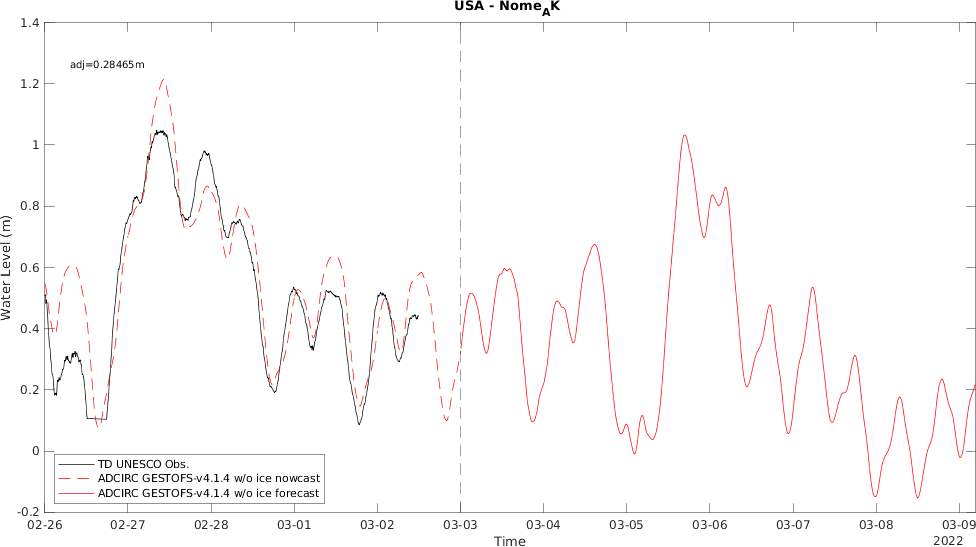 USA - Nome_AK
1.4
adj=0.28465m
1.2
1
0.8
0.6
0.4
0.2
0
-0.2
Water Level (m)
TD UNESCO Obs.
ADCIRC GESTOFS-v4.1.4 w/o ice nowcast
ADCIRC GESTOFS-v4.1.4 w/o ice forecast
02-26 02-27 02-28 03-01 03-02 03-03 03-04 03-05 03-06 03-07 03-08 03-09
Time
2022